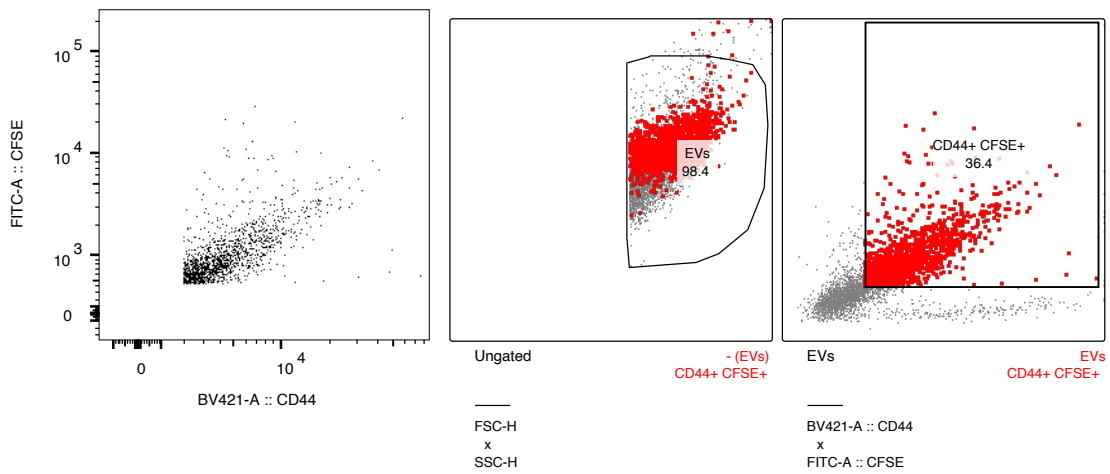 FITC-A :: CFSE
10^5
10^4
10^3
0
0
10^4
BV421-A :: CD44
EVs
98.4
Ungated
- (EVs)
CD44+ CFSE+
FSC-H
x
SSC-H
CD44+ CFSE+
36.4
EVs
EVs
CD44+ CFSE+
BV421-A :: CD44
x
FITC-A :: CFSE